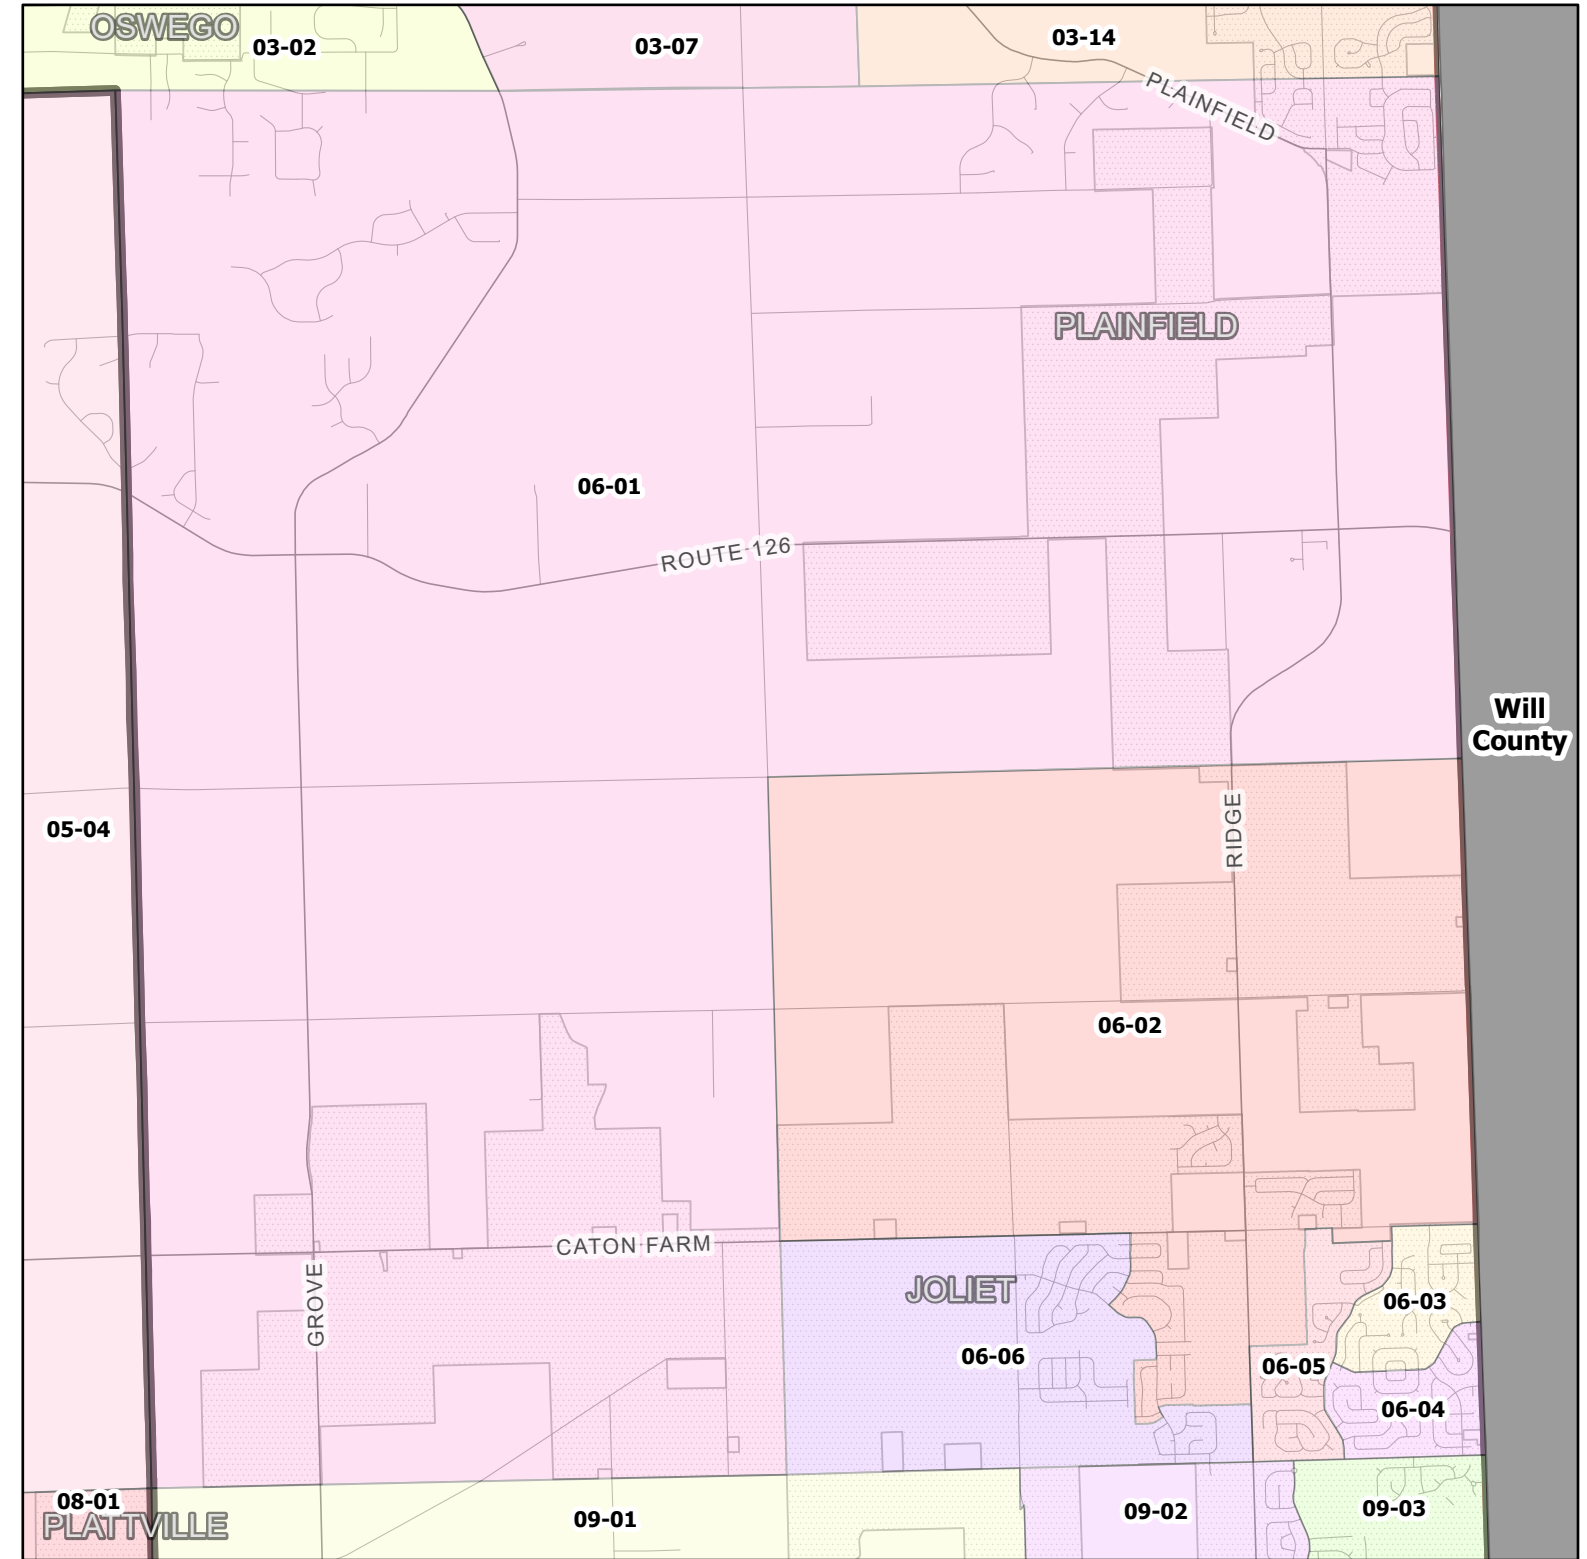 OSWEGO
03-02
03-07
03-14
PLAINFIELD
PLAINFIELD
06-01
ROUTE 126
Will
County
05-04
RIDGE
06-02
CATON FARM
GROVE
JOLIET
06-03
06-06
06-05
06-04
08-01
PLATTVILLE
09-01
09-02
09-03